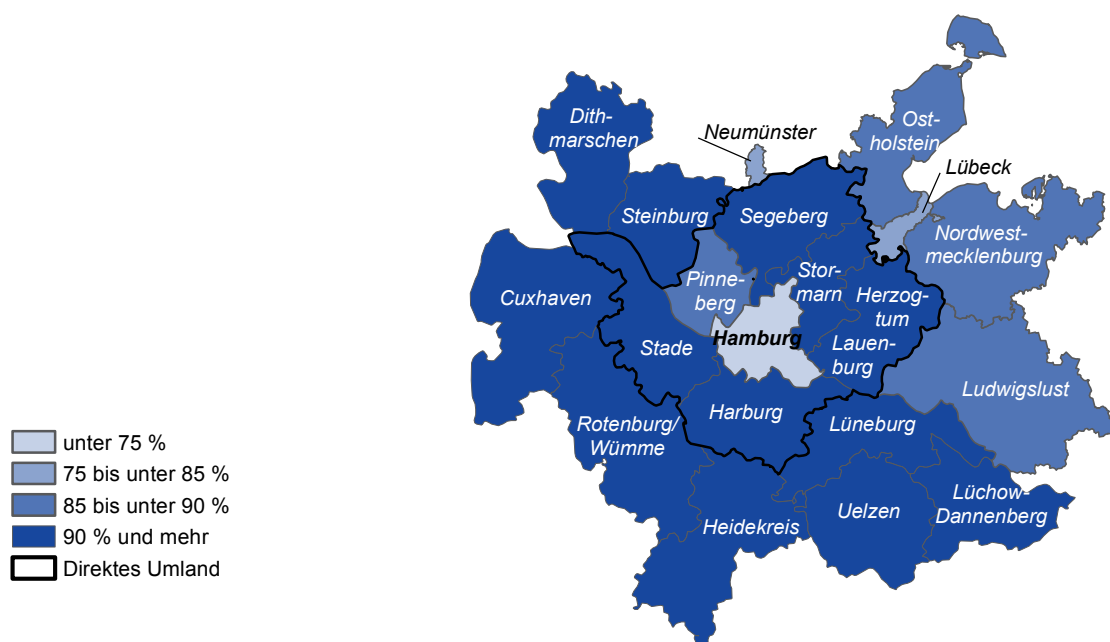 Dith-
marschen
Neumünster
Ost-
holstein
Lübeck
Steinburg
Segeberg
Nordwest-
mecklenburg
Pinne-
berg
Stor-
marn
Cuxhaven
Herzog-
tum
Lauen-
burg
Hamburg
Stade
Ludwigslust
Harburg
Rotenburg/
Wümme
Lüneburg
Heidekreis
Uelzen
Lüchow-
Dannenberg
unter 75 %
75 bis unter 85 %
85 bis unter 90 %
90 % und mehr
Direktes Umland